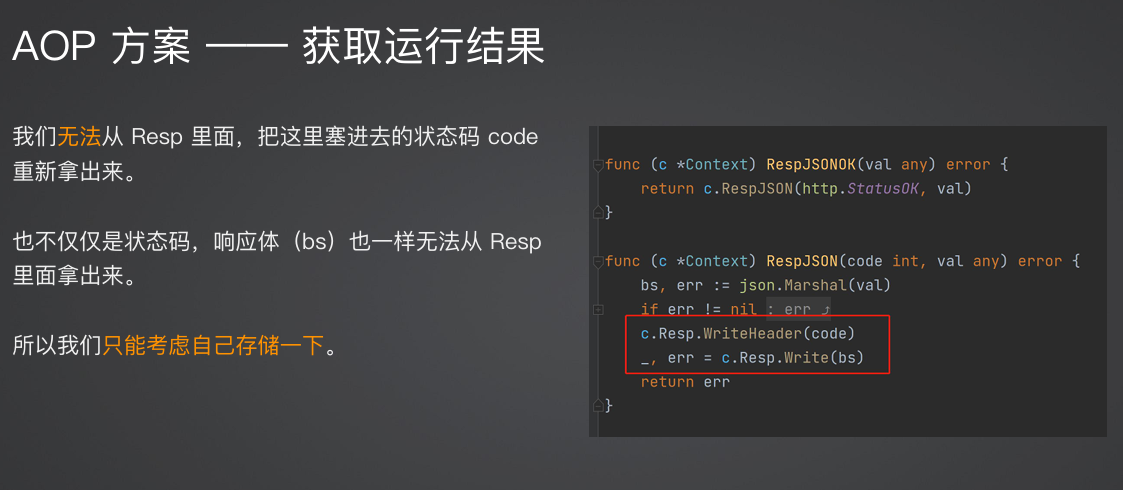 AOP 方案 —— 获取运行结果
我们无法从 Resp 里面，把这里塞进去的状态码 code
重新拿出来。
也不仅仅是状态码，响应体（bs）也一样无法从 Resp
里面拿出来。
所以我们只能考虑自己存储一下。
func (c *Context) RespJSONOK(val any) error {
return c.RespJSON(http.StatusOK, val)
}
func (c *Context) RespJSON(code int, val any) error {
bs, err := json.Marshal(val)
if err != nil : err ⤴
c.Resp.WriteHeader(code)
_, err = c.Resp.Write(bs)
return err
}